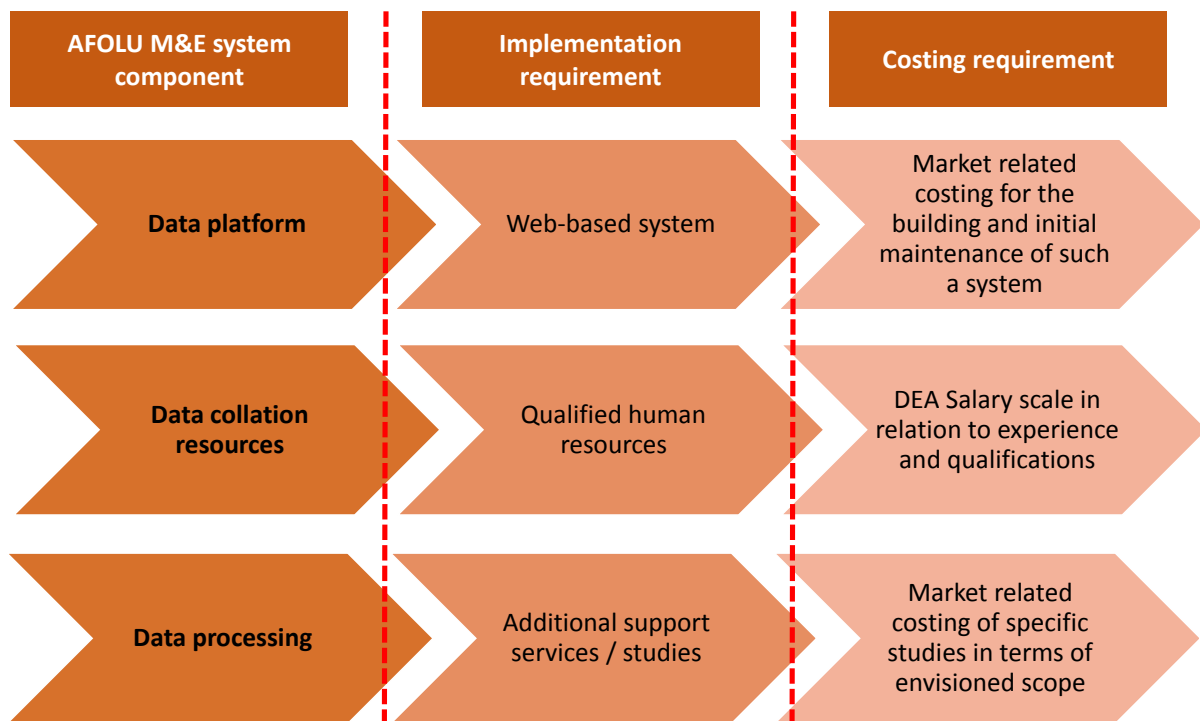 AFOLU M&E system
component
Implementation
requirement
Costing requirement
Data platform
Web-based system
Market related
costing for the
building and initial
maintenance of such
a system
Data collation
resources
Qualified human
resources
DEA Salary scale in
relation to experience
and qualifications
Data processing
Additional support
services / studies
Market related
costing of specific
studies in terms of
envisioned scope